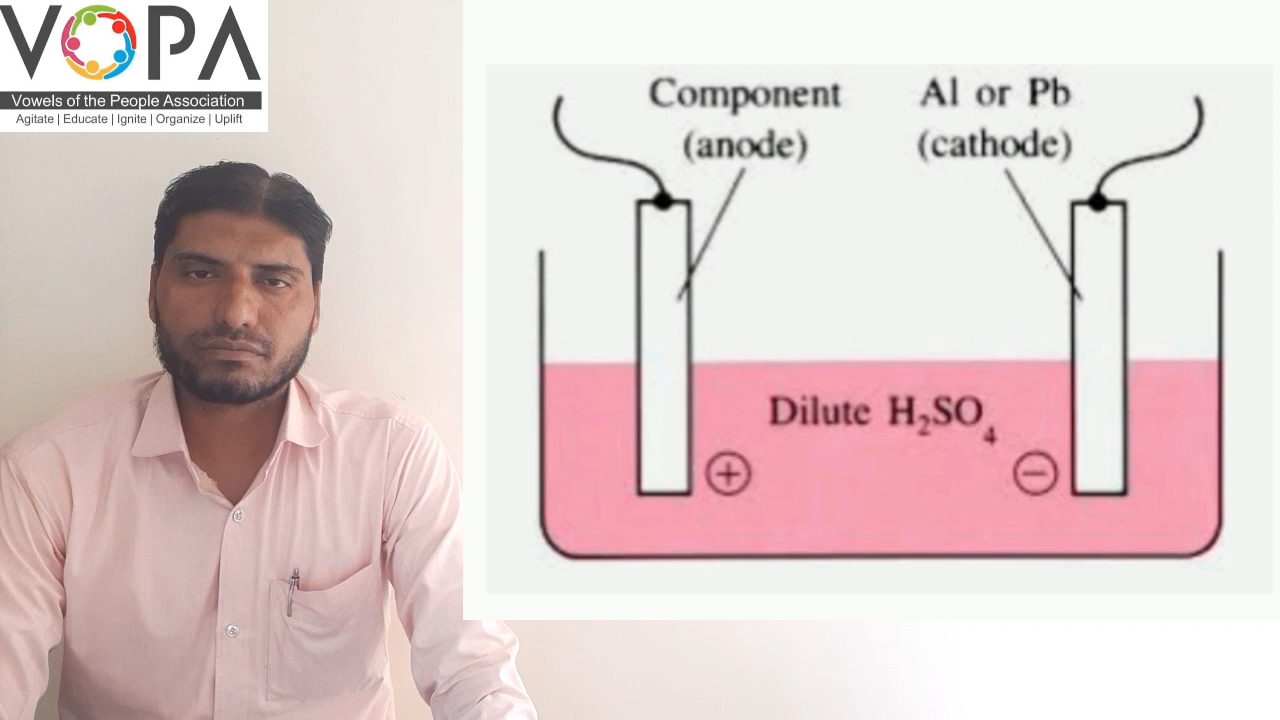 VOPA
Vowels of the People Association
Agitate | Educate | Ignite | Organize | Uplift
Component
(anode)
Al or Pb
(cathode)
Dilute H₂SO₄
+
−